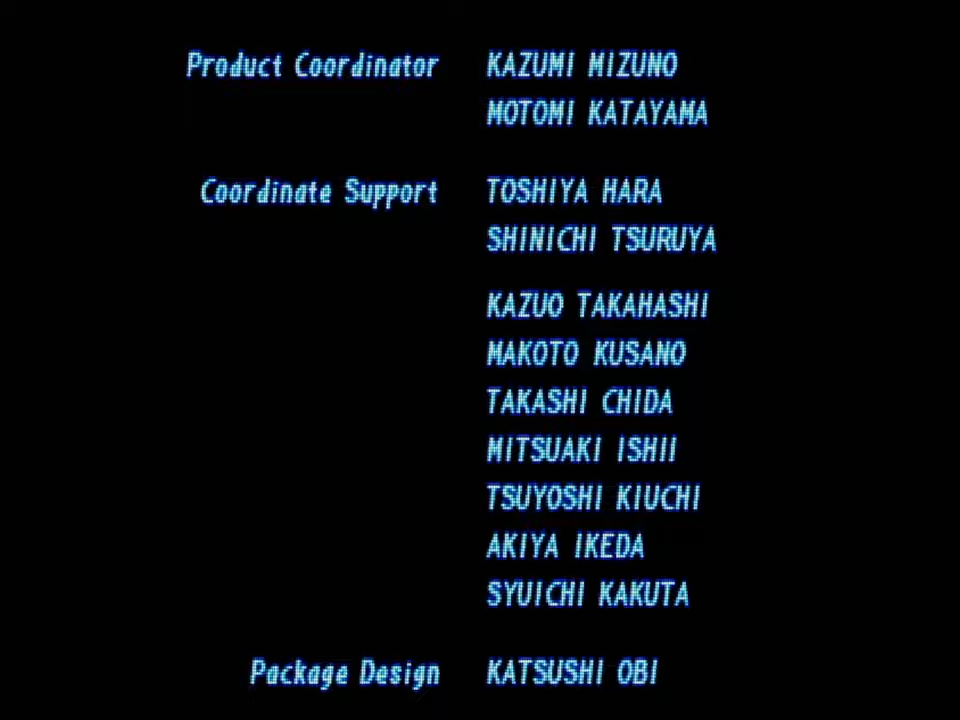 Product Coordinator KAZUMI MIZUNO
MOTOMI KATAYAMA
Coordinate Support TOSHIYA HARA
SHINICHI TSURUYA
KAZUO TAKAHASHI
MAKOTO KUSANO
TAKASHI CHIDA
MITSUAKI ISHII
TSUYOSHI KIUCHI
AKIYA IKEDA
SYUICHI KAKUTA
Package Design KATSUSHI OBI